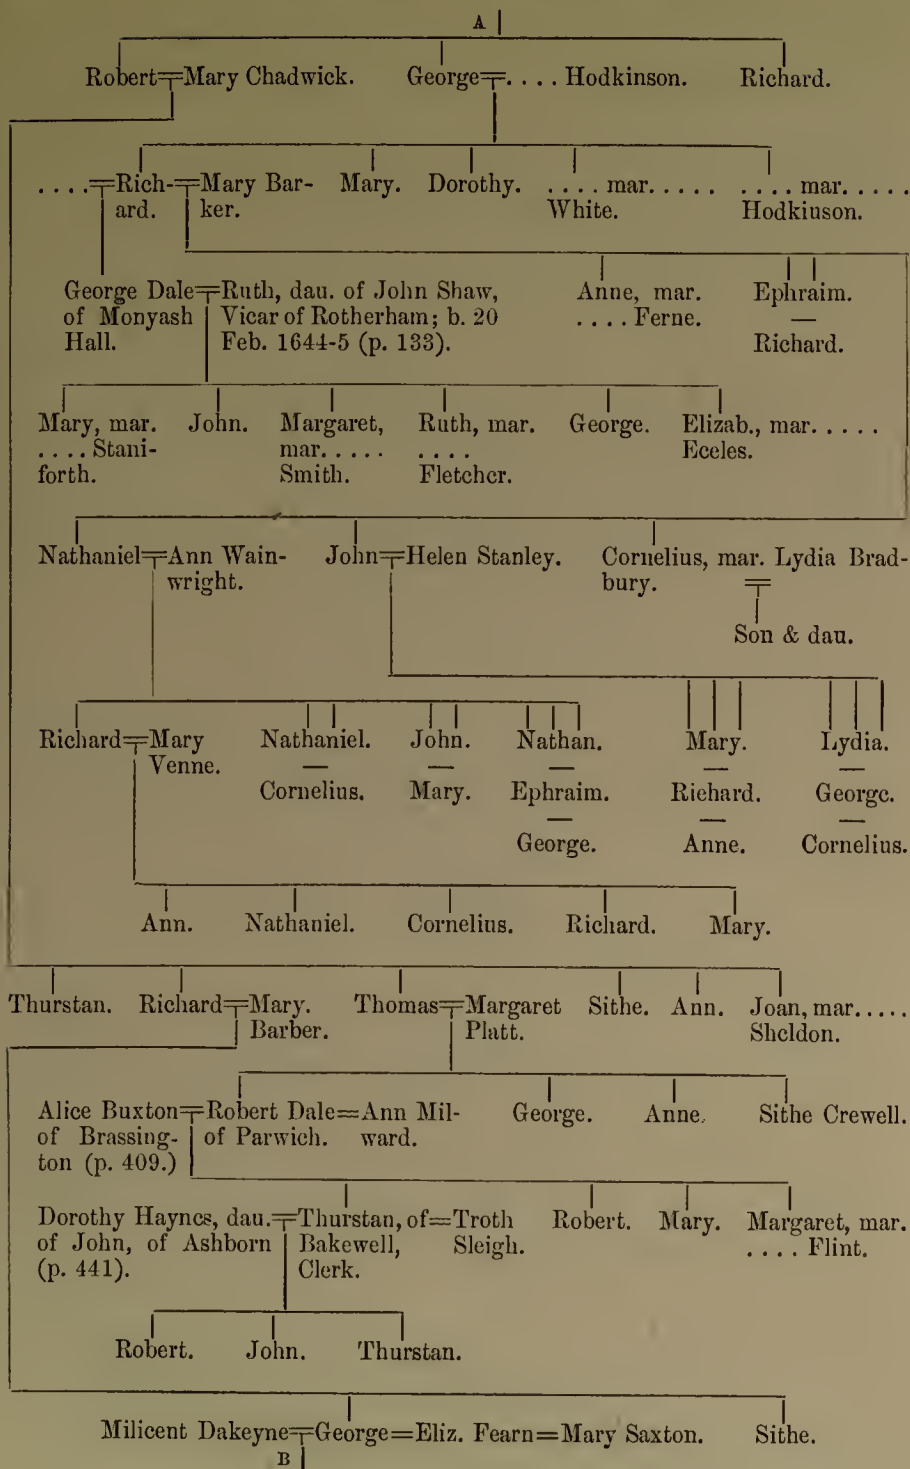 A
Robert=Mary Chadwick. George=. . . . Hodkinson. Richard.
. . . .=Rich-=Mary Bar- Mary. Dorothy. . . . . mar. . . . . . . . . mar. . . . .
ard. ker. White. Hodkiuson.
George Dale=Ruth, dau. of John Shaw, Anne, mar. Ephraim.
of Monyash Vicar of Rotherham; b. 20 . . . . Ferne. —
Hall. Feb. 1644-5 (p. 133). Richard.
Mary, mar. John. Margaret, Ruth, mar. George. Elizab., mar. . . . .
. . . . Stani- mar. . . . . . . . . Eceles.
forth. Smith. Fletcher.
Nathaniel=Ann Wain- John=Helen Stanley. Cornelius, mar. Lydia Brad-
wright. bury.
Son & dau.
Richard=Mary Nathaniel. John. Nathan. Mary. Lydia.
Venne. — — — — —
Cornelius. Mary. Ephraim. Richard. George.
— — —
George. Anne. Cornelius.
Ann. Nathaniel. Cornelius. Richard. Mary.
Thurstan. Richard=Mary. Thomas=Margaret Sithe. Ann. Joan, mar. . . . .
Barber. Platt. Sheldon.
Alice Buxton=Robert Dale=Ann Mil- George. Anne. Sithe Crewell.
of Brassing- of Parwich. ward.
ton (p. 409.)
Dorothy Haynes, dau.=Thurstan, of=Troth Robert. Mary. Margaret, mar.
of John, of Ashborn Bakewell, Sleigh. . . . . Flint.
(p. 441). Clerk.
Robert. John. Thurstan.
Milicent Dakeyne=George=Eliz. Fearn=Mary Saxton. Sithe.
B